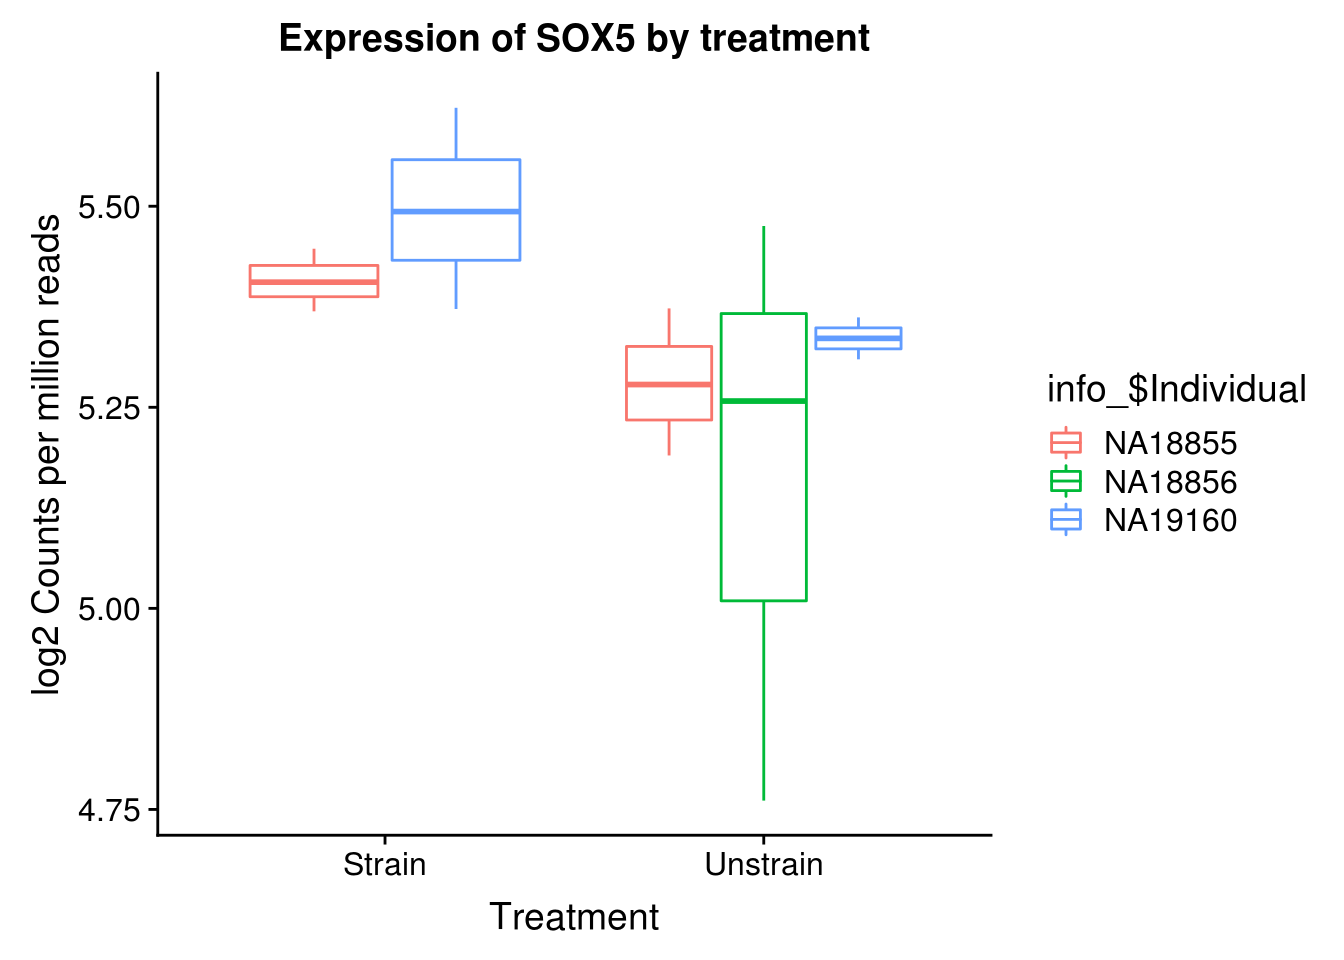 Expression of SOX5 by treatment
log2 Counts per million reads
5.50
5.25
5.00
4.75
Strain
Unstrain
Treatment
info_$Individual
NA18855
NA18856
NA19160